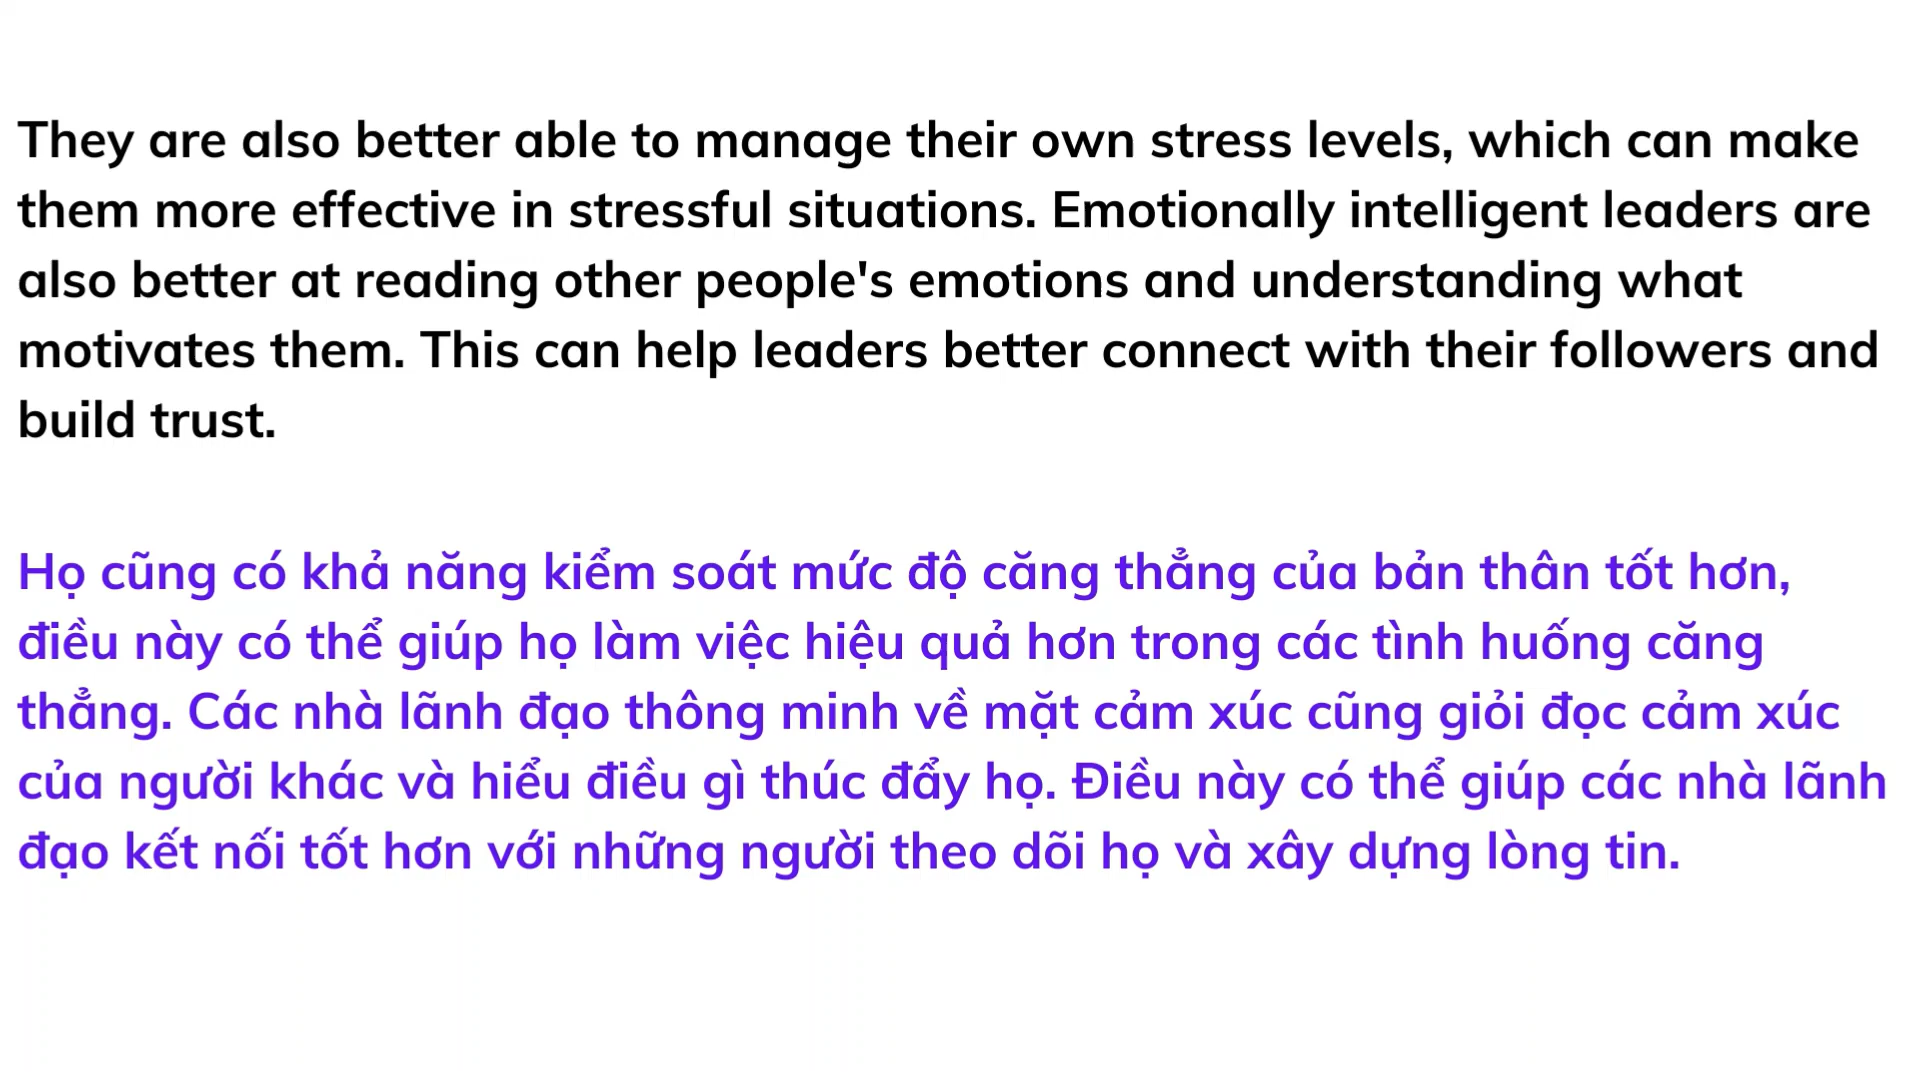 They are also better able to manage their own stress levels, which can make
them more effective in stressful situations. Emotionally intelligent leaders are
also better at reading other people's emotions and understanding what
motivates them. This can help leaders better connect with their followers and
build trust.
Họ cũng có khả năng kiểm soát mức độ căng thẳng của bản thân tốt hơn,
điều này có thể giúp họ làm việc hiệu quả hơn trong các tình huống căng
thẳng. Các nhà lãnh đạo thông minh về mặt cảm xúc cũng giỏi đọc cảm xúc
của người khác và hiểu điều gì thúc đẩy họ. Điều này có thể giúp các nhà lãnh
đạo kết nối tốt hơn với những người theo dõi họ và xây dựng lòng tin.